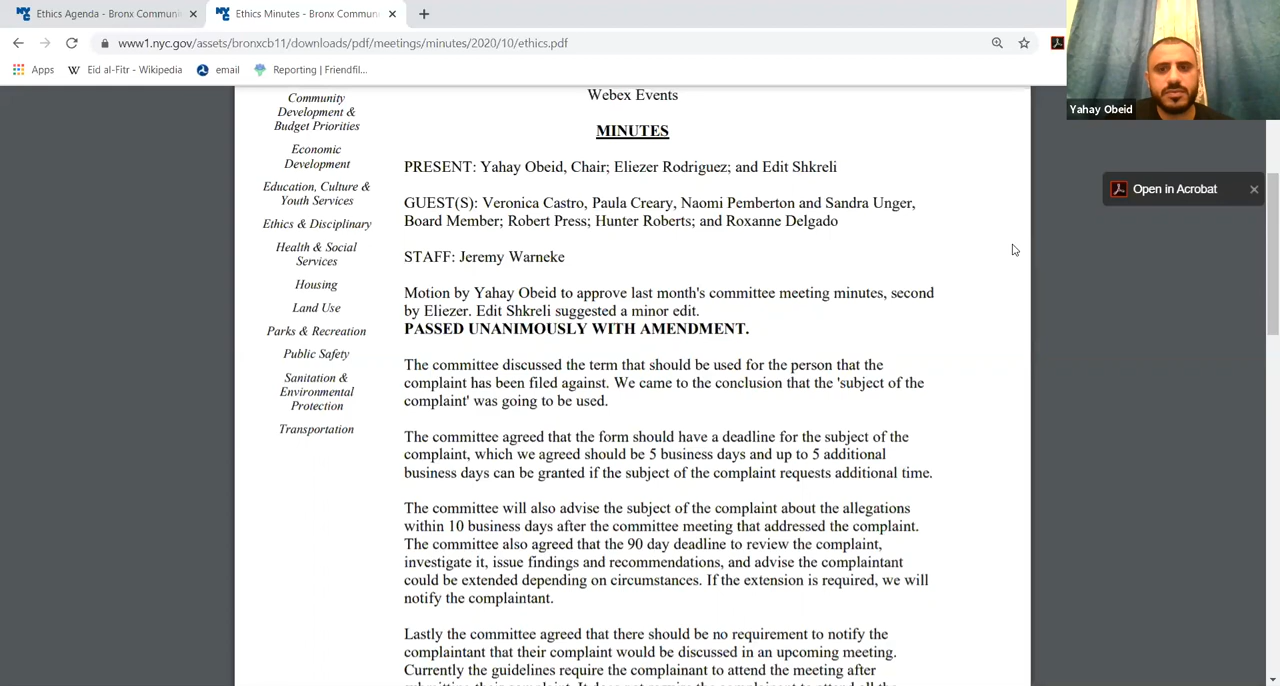 Ethics Agenda - Bronx Communi
Ethics Minutes - Bronx Commun
www1.nyc.gov/assets/bronxcb11/downloads/pdf/meetings/minutes/2020/10/ethics.pdf
Apps
Eid al-Fitr - Wikipedia
email
Reporting | Friendfil...
Yahay Obeid
Open in Acrobat
Community
Development &
Budget Priorities
Economic
Development
Education, Culture &
Youth Services
Ethics & Disciplinary
Health & Social
Services
Housing
Land Use
Parks & Recreation
Public Safety
Sanitation &
Environmental
Protection
Transportation
Webex Events
MINUTES
PRESENT: Yahay Obeid, Chair; Eliezer Rodriguez; and Edit Shkreli
GUEST(S): Veronica Castro, Paula Creary, Naomi Pemberton and Sandra Unger,
Board Member; Robert Press; Hunter Roberts; and Roxanne Delgado
STAFF: Jeremy Warneke
Motion by Yahay Obeid to approve last month's committee meeting minutes, second
by Eliezer. Edit Shkreli suggested a minor edit.
PASSED UNANIMOUSLY WITH AMENDMENT.
The committee discussed the term that should be used for the person that the
complaint has been filed against. We came to the conclusion that the 'subject of the
complaint' was going to be used.
The committee agreed that the form should have a deadline for the subject of the
complaint, which we agreed should be 5 business days and up to 5 additional
business days can be granted if the subject of the complaint requests additional time.
The committee will also advise the subject of the complaint about the allegations
within 10 business days after the committee meeting that addressed the complaint.
The committee also agreed that the 90 day deadline to review the complaint,
investigate it, issue findings and recommendations, and advise the complaintant
could be extended depending on circumstances. If the extension is required, we will
notify the complaintant.
Lastly the committee agreed that there should be no requirement to notify the
complaintant that their complaint would be discussed in an upcoming meeting.
Currently the guidelines require the complainant to attend the meeting after